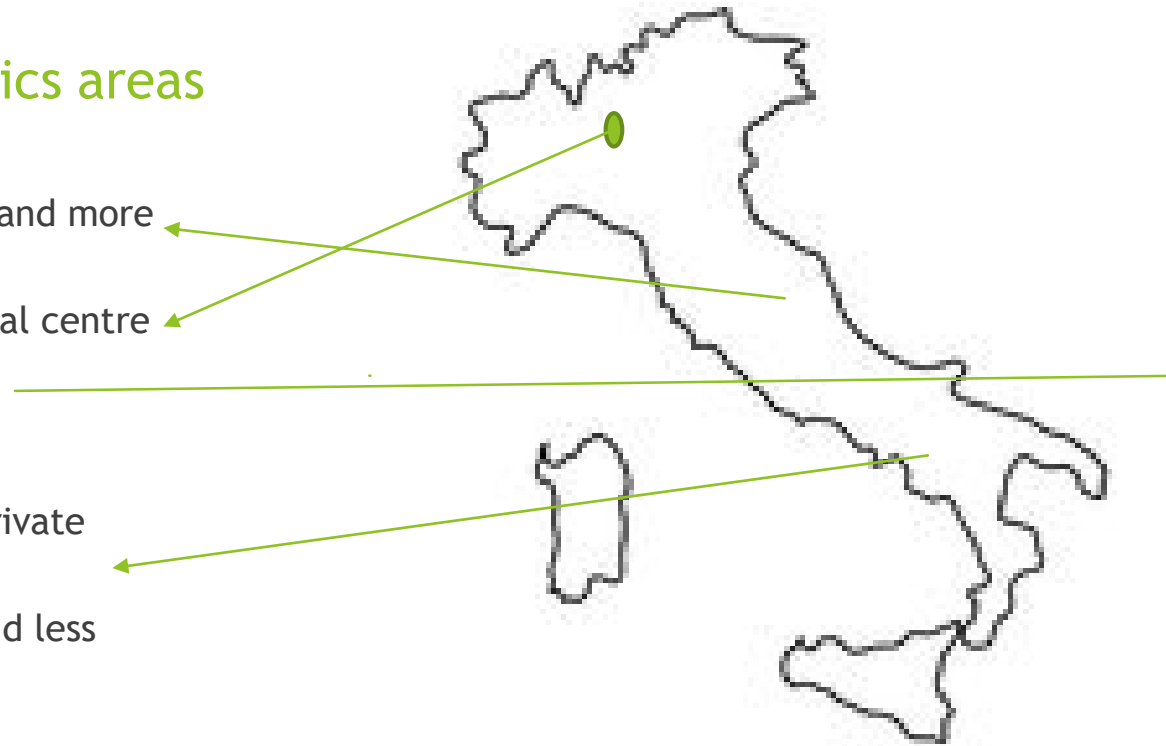 ics areas
and more
al centre
rivate
d less